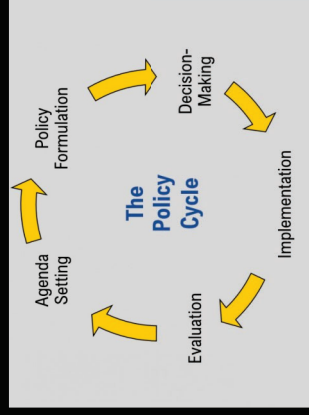 The
Policy
Cycle
Agenda
Setting
Policy
Formulation
Decision-
Making
Implementation
Evaluation